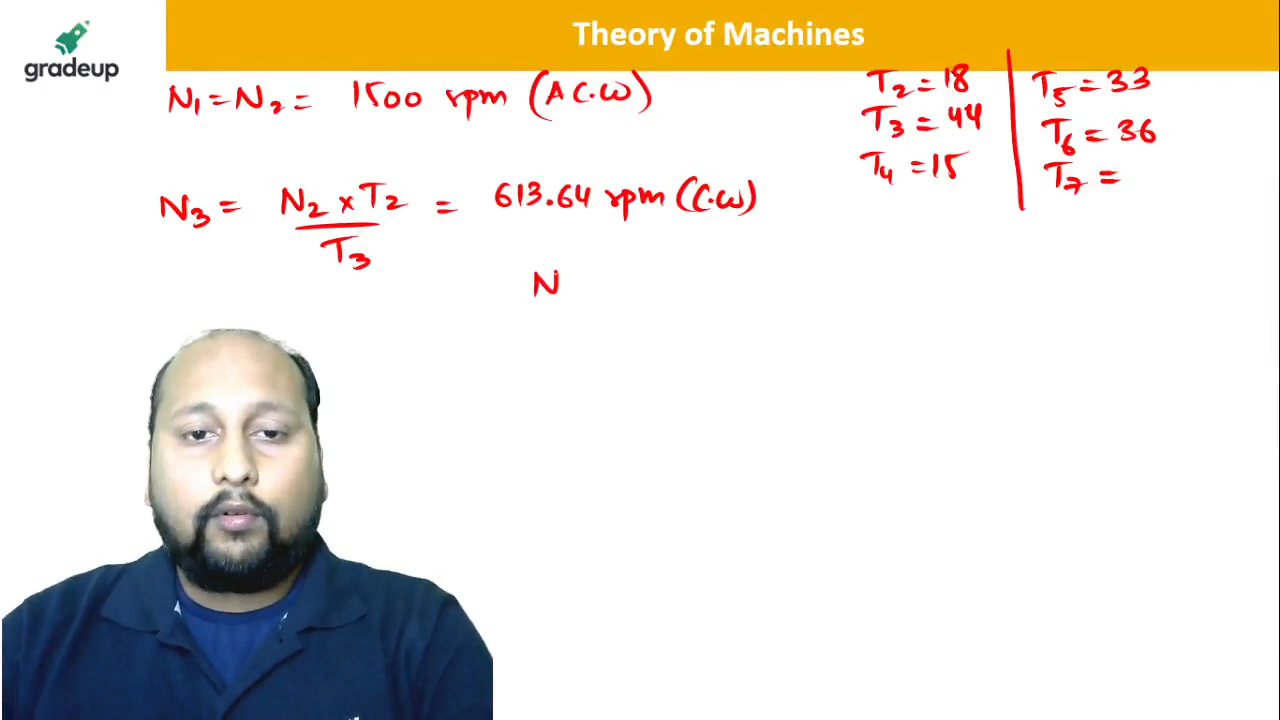 Theory of Machines
gradeup
N₁ = N₂ = 1500 rpm (A C.W)
N₃ = N₂ × T₂ / T₃ = 613.64 rpm (C.W)
N
T₂ = 18
T₃ = 44
T₄ = 15
T₅ = 33
T₆ = 36
T₇ =